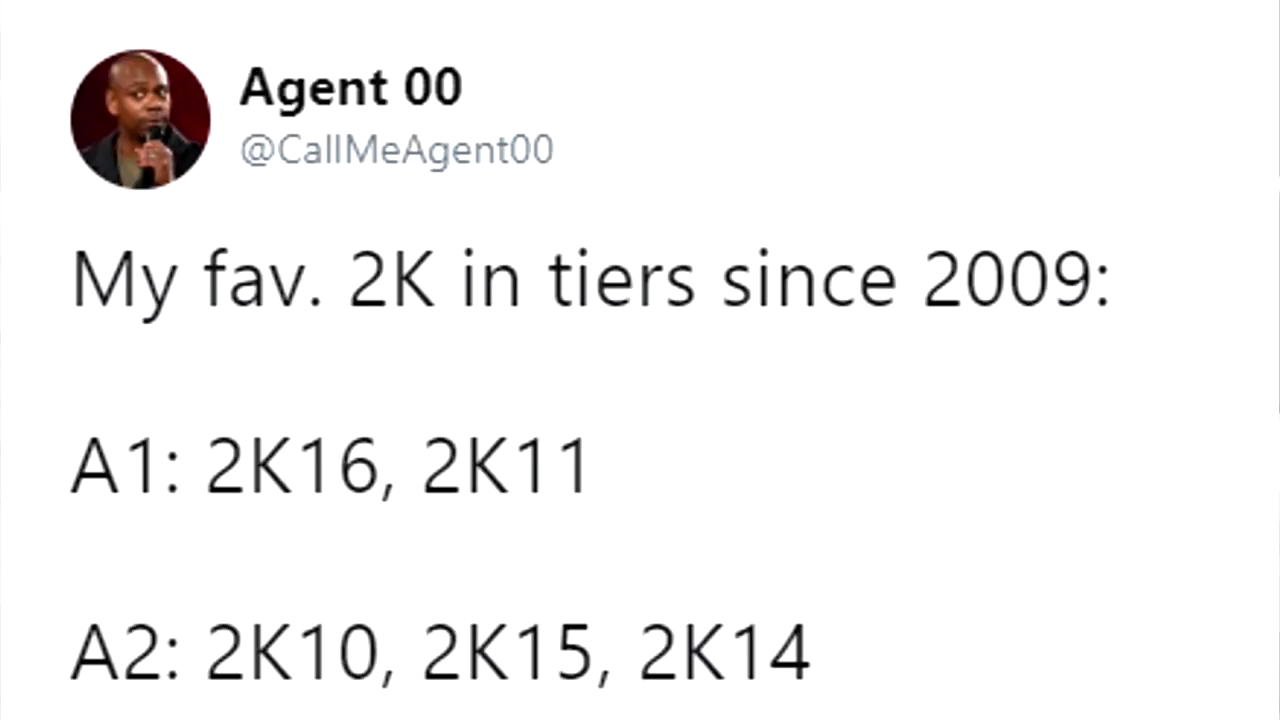 Agent 00
@CallMeAgent00
My fav. 2K in tiers since 2009:
A1: 2K16, 2K11
A2: 2K10, 2K15, 2K14